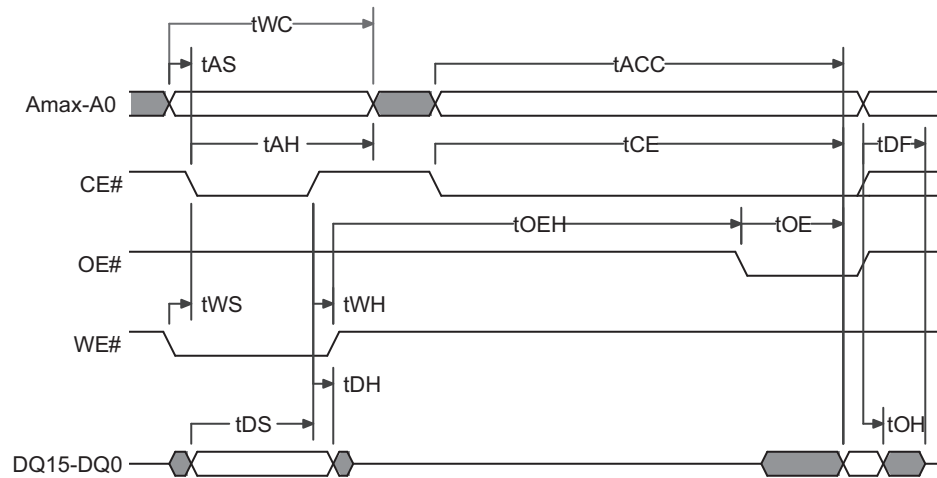 tWC
tAS
tACC
Amax-A0
tAH
tCE
tDF
CE#
tOEH
tOE
OE#
tWS
tWH
WE#
tDH
tDS
tOH
DQ15-DQ0